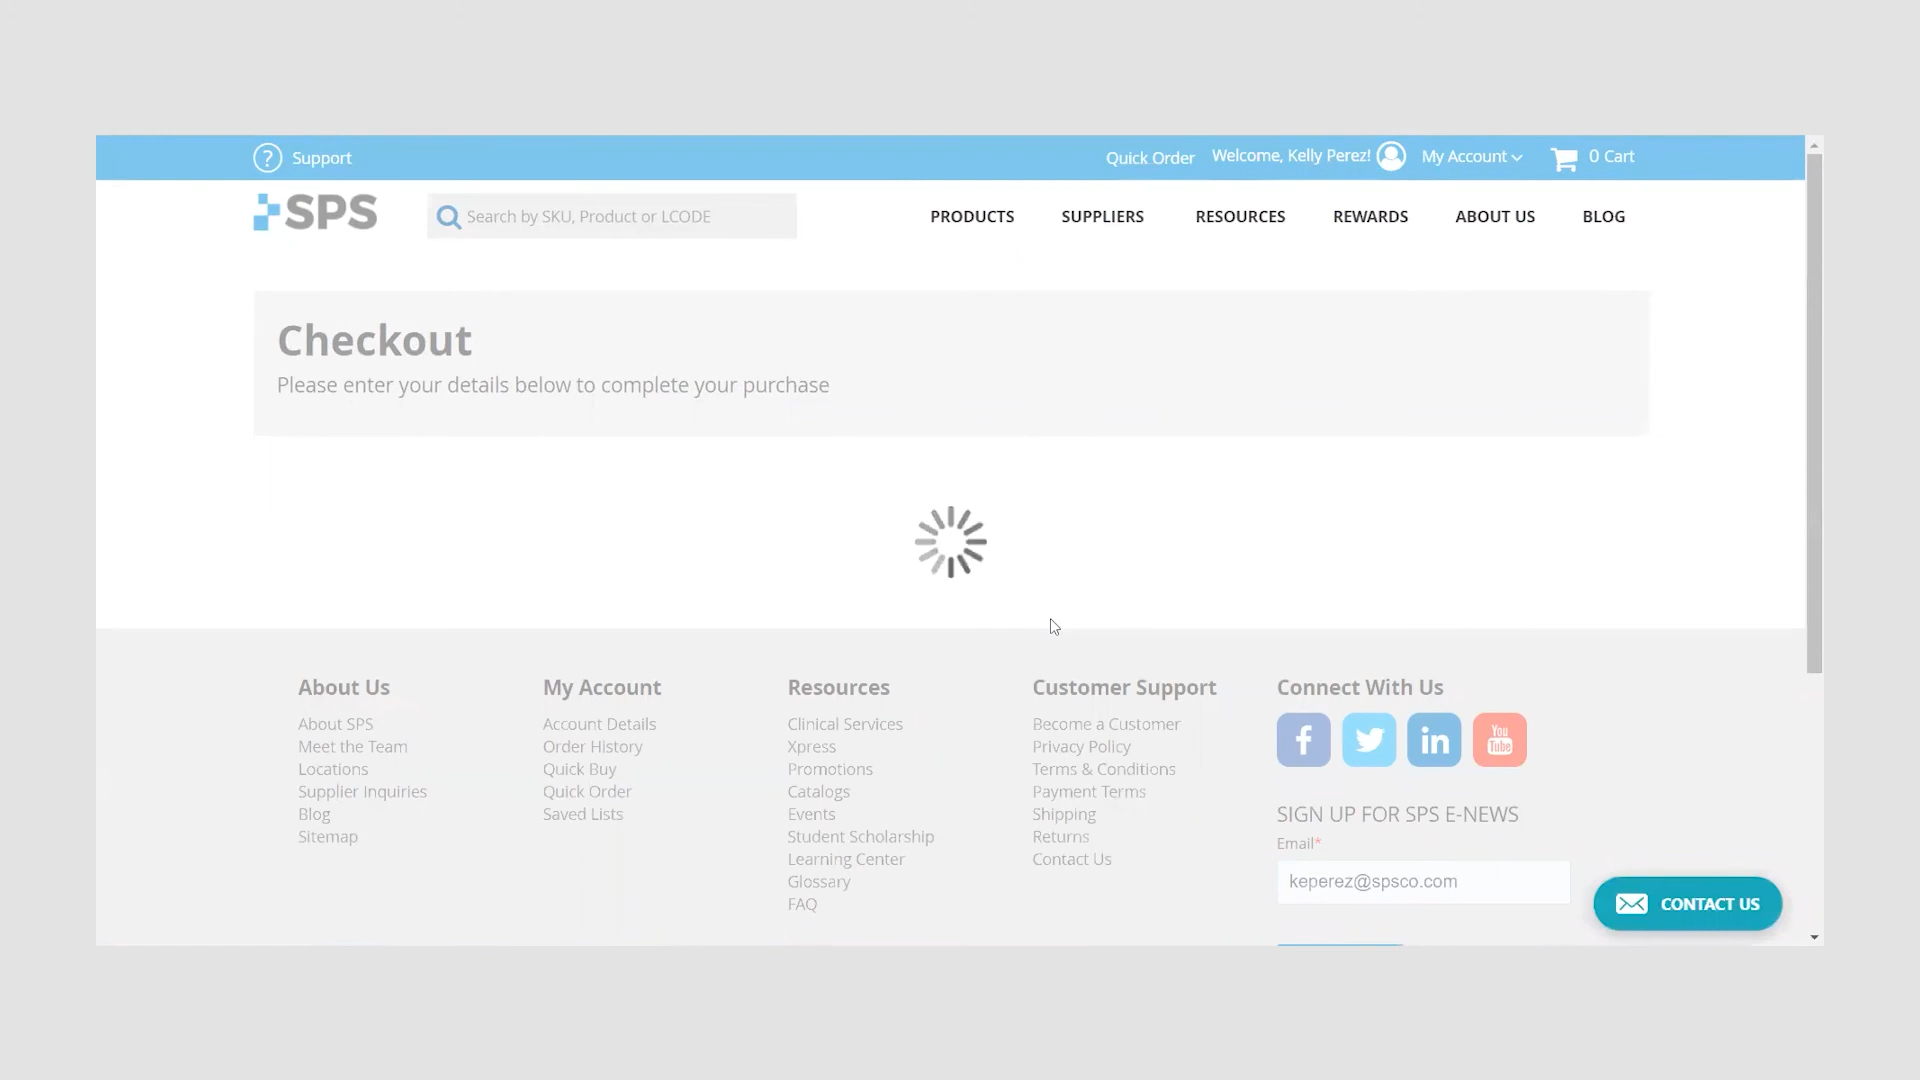 ? Support
Quick Order
Welcome, Kelly Perez!
My Account
0 Cart
SPS
Search by SKU, Product or LCODE
PRODUCTS
SUPPLIERS
RESOURCES
REWARDS
ABOUT US
BLOG
Checkout
Please enter your details below to complete your purchase
About Us
About SPS
Meet the Team
Locations
Supplier Inquiries
Blog
Sitemap
My Account
Account Details
Order History
Quick Buy
Quick Order
Saved Lists
Resources
Clinical Services
Xpress
Promotions
Catalogs
Events
Student Scholarship
Learning Center
Glossary
FAQ
Customer Support
Become a Customer
Privacy Policy
Terms & Conditions
Payment Terms
Shipping
Returns
Contact Us
Connect With Us
f
in
You
Tube
SIGN UP FOR SPS E-NEWS
Email*
keperez@spsco.com
CONTACT US